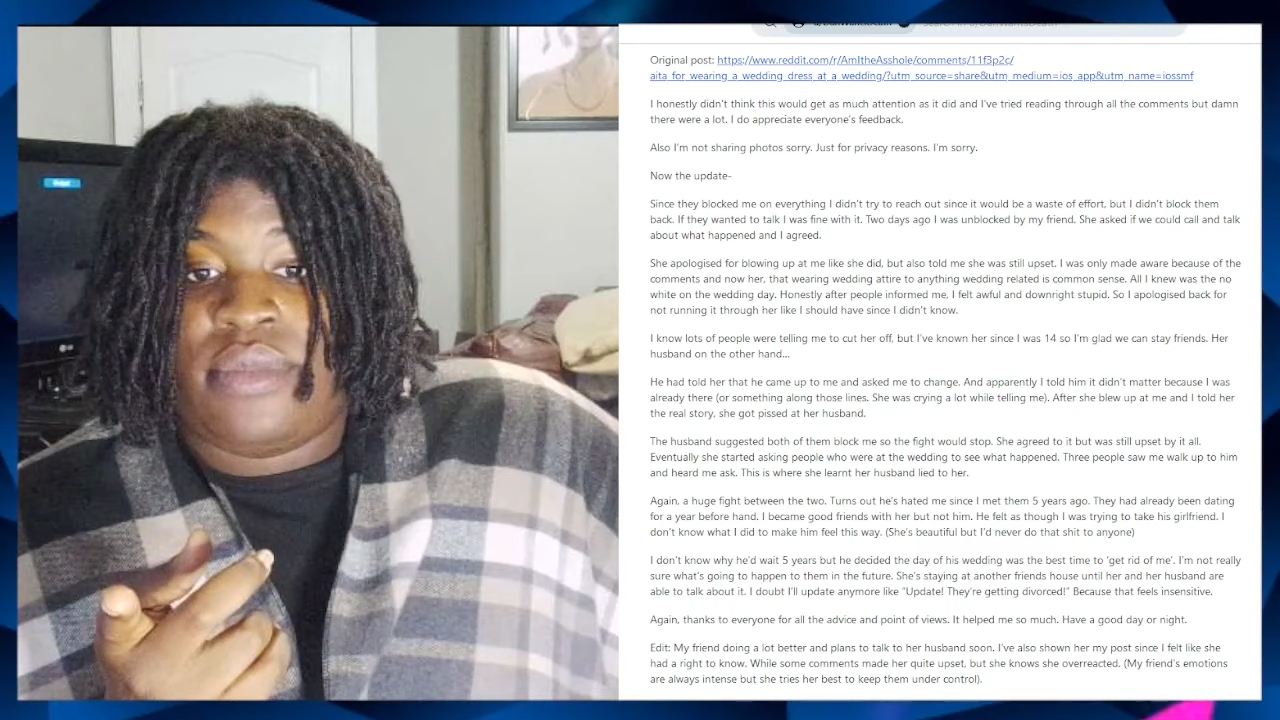 Original post: https://www.reddit.com/r/AmItheAsshole/comments/11f3p2c/
aita_for_wearing_a_wedding_dress_at_a_wedding/?utm_source=share&utm_medium=ios_app&utm_name=iossmf
I honestly didn't think this would get as much attention as it did and I've tried reading through all the comments but damn
there were a lot. I do appreciate everyone's feedback.
Also I'm not sharing photos sorry. Just for privacy reasons. I'm sorry.
Now the update-
Since they blocked me on everything I didn't try to reach out since it would be a waste of effort, but I didn't block them
back. If they wanted to talk I was fine with it. Two days ago I was unblocked by my friend. She asked if we could call and talk
about what happened and I agreed.
She apologised for blowing up at me like she did, but also told me she was still upset. I was only made aware because of the
comments and now her, that wearing wedding attire to anything wedding related is common sense. All I knew was the no
white on the wedding day. Honestly after people informed me, I felt awful and downright stupid. So I apologised back for
not running it through her like I should have since I didn't know.
I know lots of people were telling me to cut her off, but I've known her since I was 14 so I'm glad we can stay friends. Her
husband on the other hand...
He had told her that he came up to me and asked me to change. And apparently I told him it didn't matter because I was
already there (or something along those lines. She was crying a lot while telling me). After she blew up at me and I told her
the real story, she got pissed at her husband.
The husband suggested both of them block me so the fight would stop. She agreed to it but was still upset by it all.
Eventually she started asking people who were at the wedding to see what happened. Three people saw me walk up to him
and heard me ask. This is where she learnt her husband lied to her.
Again, a huge fight between the two. Turns out he's hated me since I met them 5 years ago. They had already been dating
for a year before hand. I became good friends with her but not him. He felt as though I was trying to take his girlfriend. I
don't know what I did to make him feel this way. (She's beautiful but I'd never do that shit to anyone)
I don't know why he'd wait 5 years but he decided the day of his wedding was the best time to 'get rid of me'. I'm not really
sure what's going to happen to them in the future. She's staying at another friends house until her and her husband are
able to talk about it. I doubt I'll update anymore like "Update! They're getting divorced!" Because that feels insensitive.
Again, thanks to everyone for all the advice and point of views. It helped me so much. Have a good day or night.
Edit: My friend doing a lot better and plans to talk to her husband soon. I've also shown her my post since I felt like she
had a right to know. While some comments made her quite upset, but she knows she overreacted. (My friend's emotions
are always intense but she tries her best to keep them under control).